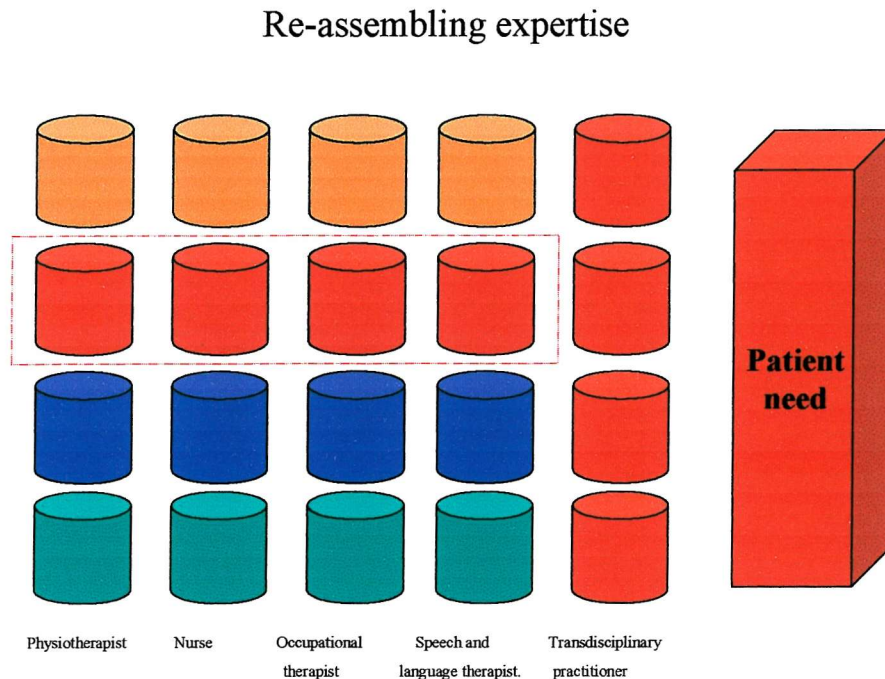 Re-assembling expertise
Patient
need
Physiotherapist
Nurse
Occupational
therapist
Speech and
language therapist.
Transdisciplinary
practitioner